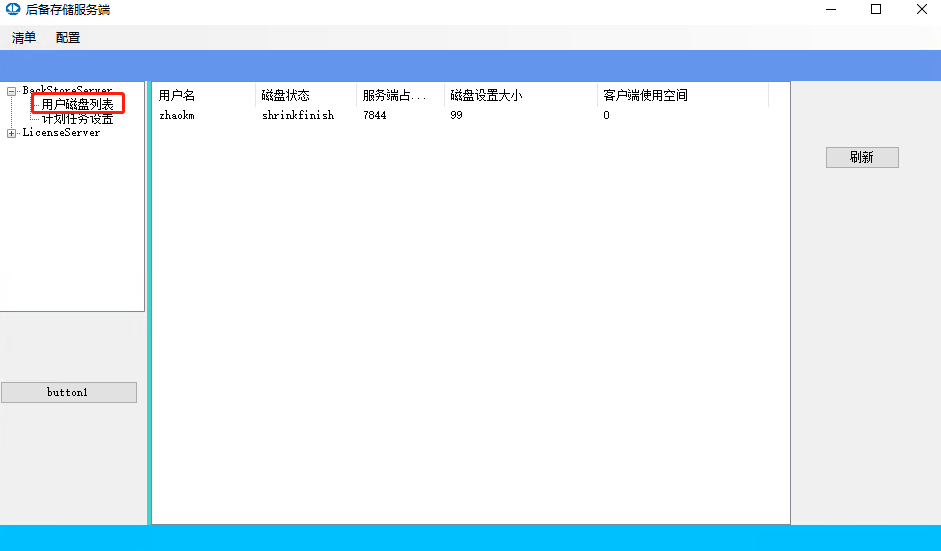 后备存储服务端
清单 配置
BackStoreServer
用户磁盘列表
计划任务设置
LicenseServer
button1
用户名 磁盘状态 服务端占... 磁盘设置大小 客户端使用空间
zhaokm shrinkfinish 7844 99 0
刷新